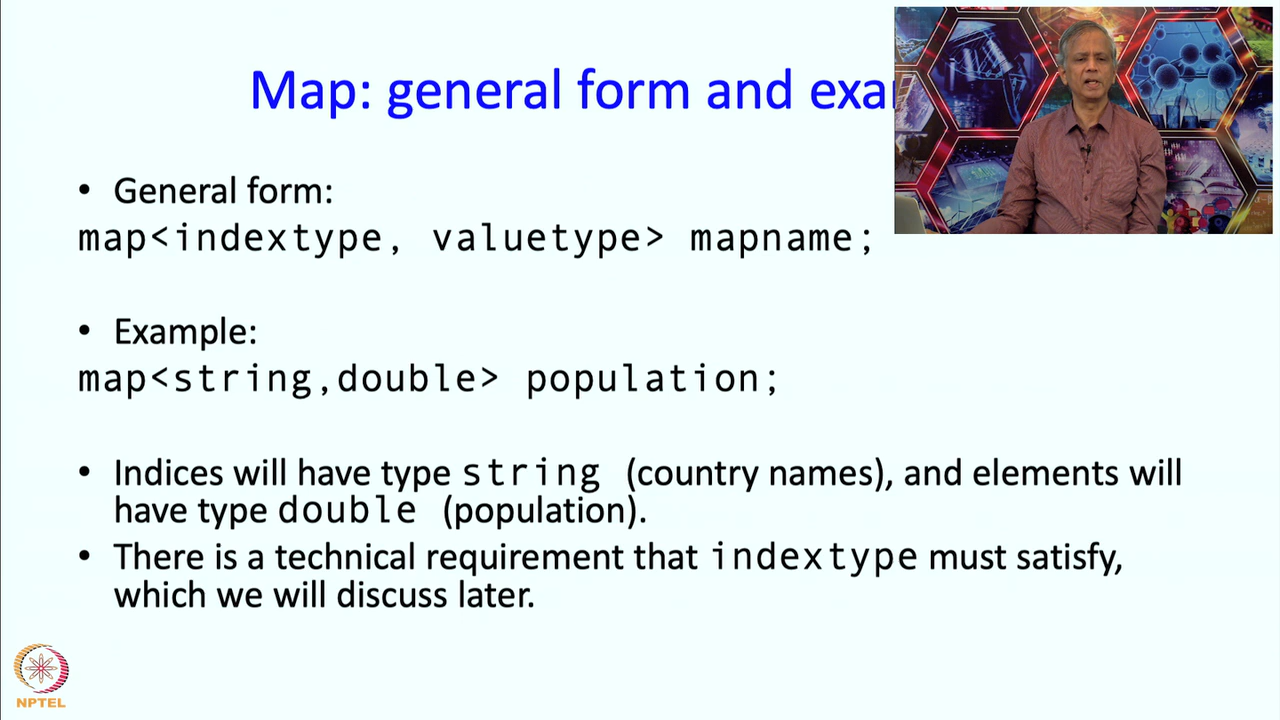 Map: general form and exa
• General form:
map<indextype, valuetype> mapname;
• Example:
map<string,double> population;
• Indices will have type string (country names), and elements will
have type double (population).
• There is a technical requirement that indextype must satisfy,
which we will discuss later.
NPTEL